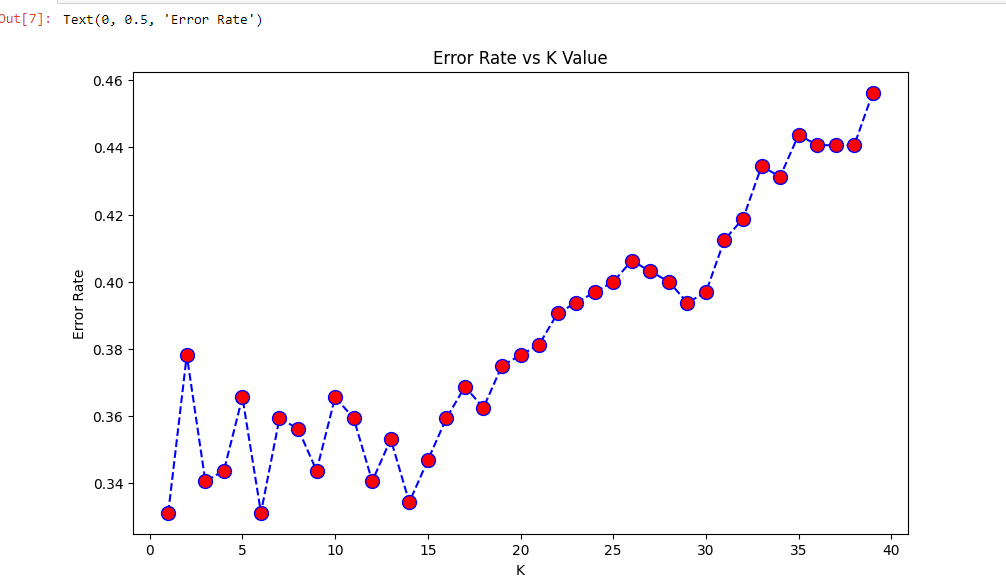 Out[7]: Text(0, 0.5, 'Error Rate')
Error Rate vs K Value
0.46
0.44
0.42
0.40
0.38
0.36
0.34
Error Rate
0 5 10 15 20 25 30 35 40
K